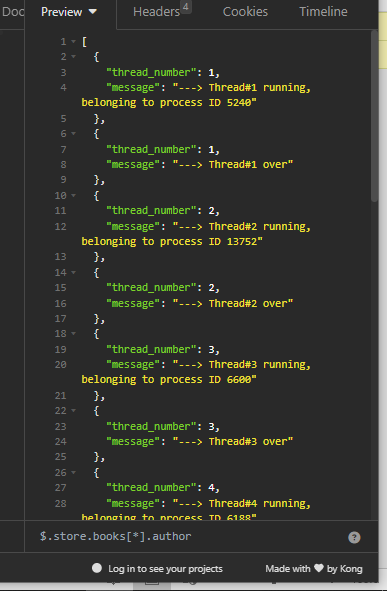 Doc Preview Headers 4 Cookies Timeline
1 [
2 {
3 "thread_number": 1,
4 "message": "---> Thread#1 running,
belonging to process ID 5240"
5 },
6 {
7 "thread_number": 1,
8 "message": "---> Thread#1 over"
9 },
10 {
11 "thread_number": 2,
12 "message": "---> Thread#2 running,
belonging to process ID 13752"
13 },
14 {
15 "thread_number": 2,
16 "message": "---> Thread#2 over"
17 },
18 {
19 "thread_number": 3,
20 "message": "---> Thread#3 running,
belonging to process ID 6600"
21 },
22 {
23 "thread_number": 3,
24 "message": "---> Thread#3 over"
25 },
26 {
27 "thread_number": 4,
28 "message": "---> Thread#4 running,
belonging to process ID 6188"
$.store.books[*].author ?
Log in to see your projects Made with ♥ by Kong